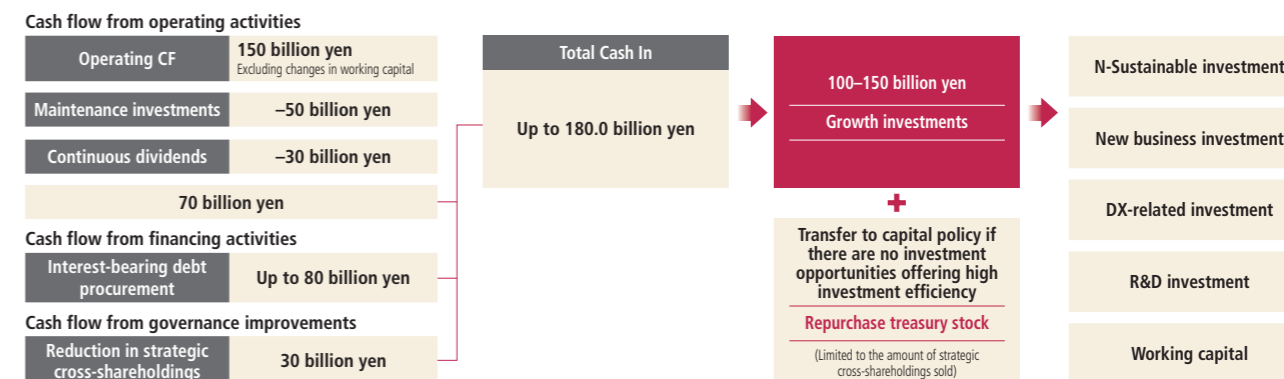 Cash flow from operating activities
Operating CF
150 billion yen
Excluding changes in working capital
Maintenance investments
–50 billion yen
Continuous dividends
–30 billion yen
70 billion yen
Cash flow from financing activities
Interest-bearing debt
procurement
Up to 80 billion yen
Cash flow from governance improvements
Reduction in strategic
cross-shareholdings
30 billion yen
Total Cash In
Up to 180.0 billion yen
100–150 billion yen
Growth investments
+
Transfer to capital policy if
there are no investment
opportunities offering high
investment efficiency
Repurchase treasury stock
(Limited to the amount of strategic
cross-shareholdings sold)
N-Sustainable investment
New business investment
DX-related investment
R&D investment
Working capital